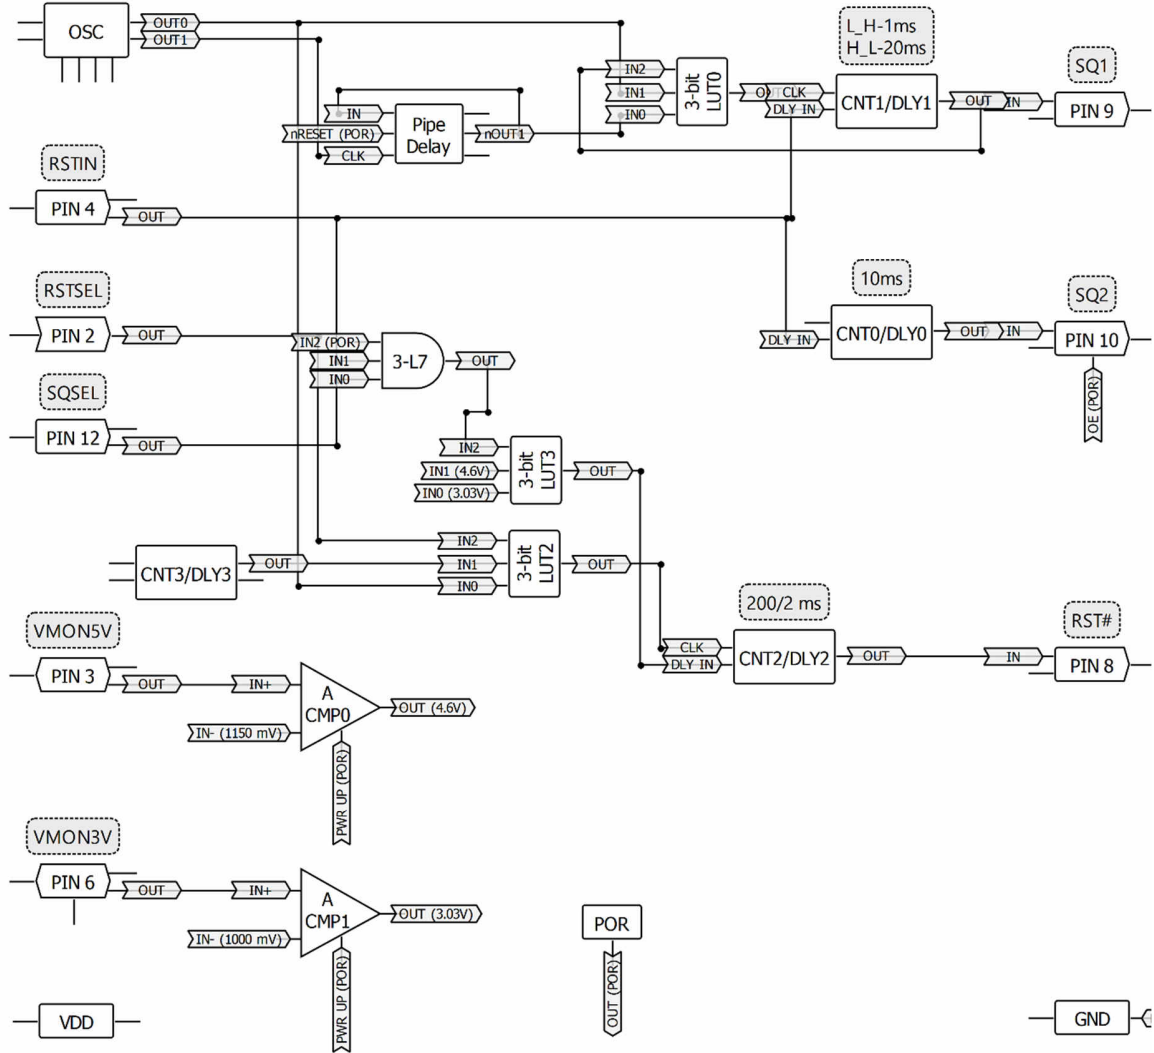 OSC
OUT0
OUT1
L_H-1ms
H_L-20ms
SQ1
IN2
IN1
IN0
3-bit
LUT0
OUT
CLK
DLY IN
CNT1/DLY1
OUT
IN
PIN 9
IN
nRESET (POR)
CLK
Pipe
Delay
nOUT1
RSTIN
PIN 4
OUT
RSTSEL
PIN 2
OUT
IN2 (POR)
IN1
IN0
3-L7
OUT
10ms
SQ2
DLY IN
CNT0/DLY0
OUT
IN
PIN 10
OE (POR)
SQSEL
PIN 12
OUT
IN2
IN1 (4.6V)
IN0 (3.03V)
3-bit
LUT3
OUT
CNT3/DLY3
OUT
IN2
IN1
IN0
3-bit
LUT2
OUT
200/2 ms
RST#
CLK
DLY IN
CNT2/DLY2
OUT
IN
PIN 8
VMON5V
PIN 3
OUT
IN+
IN- (1150 mV)
A
CMP0
OUT (4.6V)
PWR UP (POR)
VMON3V
PIN 6
OUT
IN+
IN- (1000 mV)
A
CMP1
OUT (3.03V)
PWR UP (POR)
POR
OUT (POR)
VDD
GND